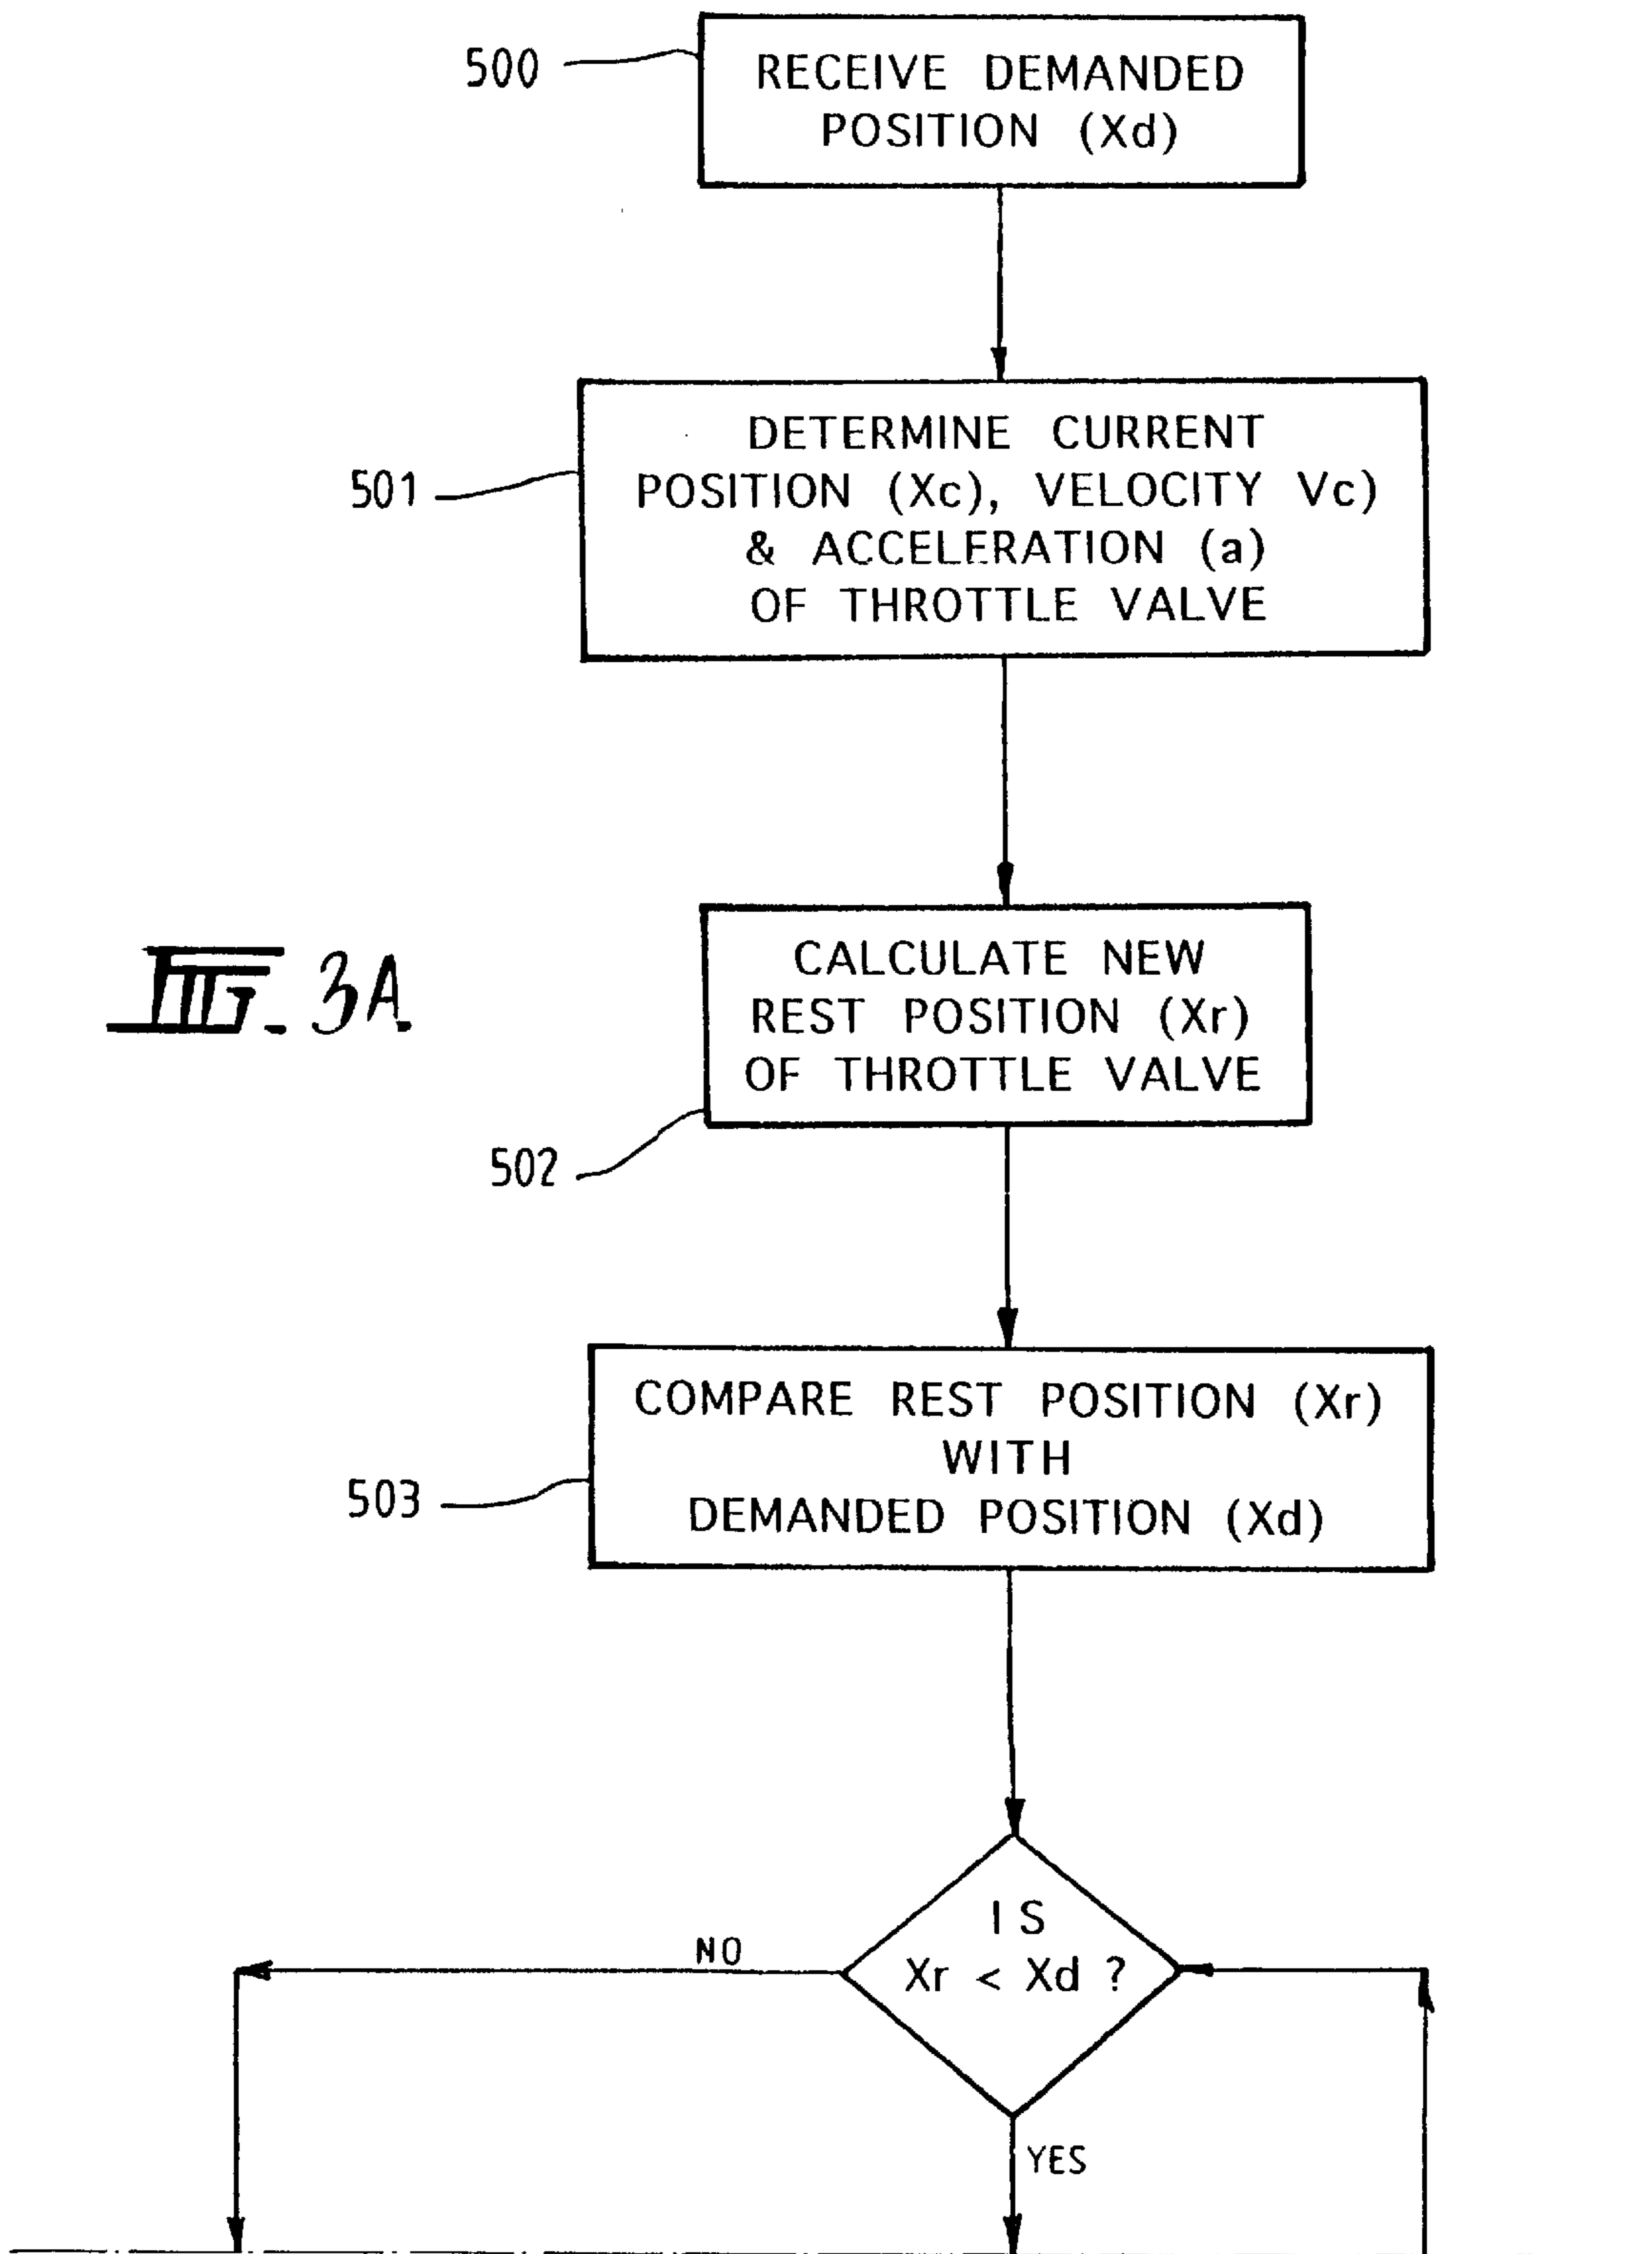 500
RECEIVE DEMANDED
POSITION (Xd)
501
DETERMINE CURRENT
POSITION (Xc), VELOCITY Vc)
& ACCELERATION (a)
OF THROTTLE VALVE
FIG. 3A.
CALCULATE NEW
REST POSITION (Xr)
OF THROTTLE VALVE
502
COMPARE REST POSITION (Xr)
WITH
DEMANDED POSITION (Xd)
503
IS
Xr < Xd ?
NO
YES